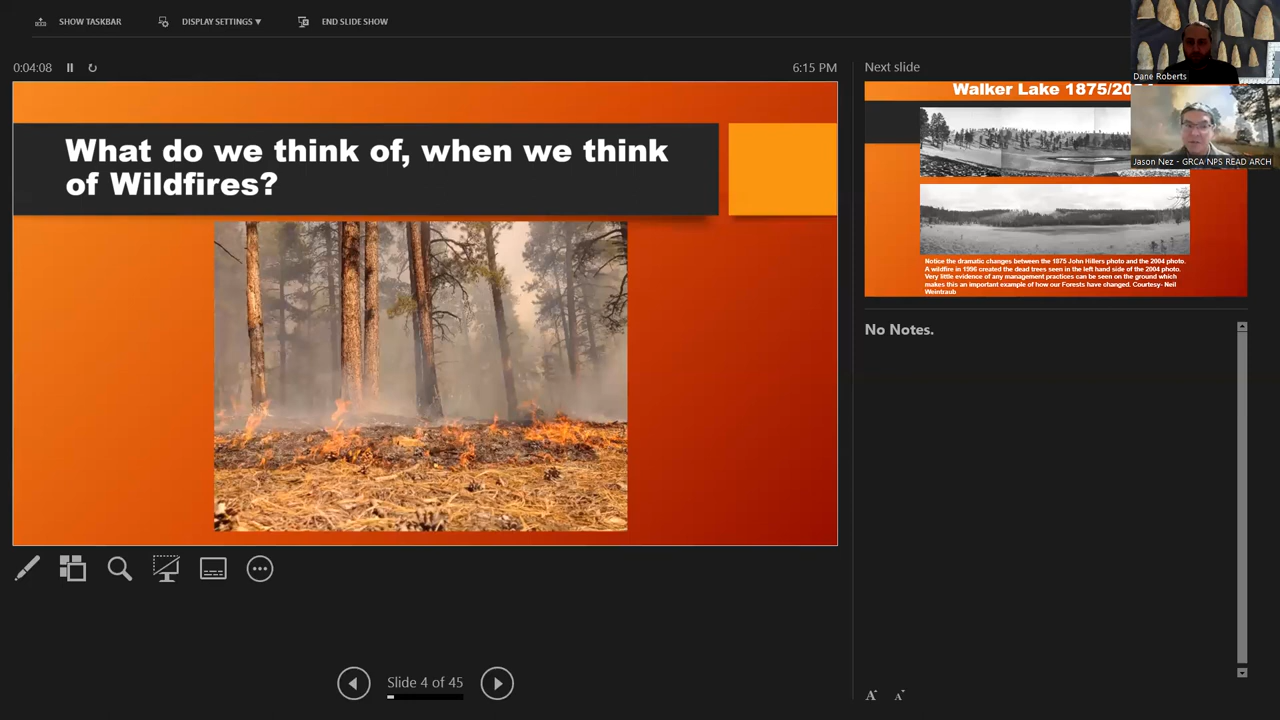 SHOW TASKBAR
DISPLAY SETTINGS ▼
END SLIDE SHOW
0:04:08
6:15 PM
What do we think of, when we think
of Wildfires?
Next slide
Walker Lake 1875/20
Dane Roberts
Jason Nez - GRCA NPS READ ARCH
Notice the dramatic changes between the 1875 John Hillers photo and the 2004 photo.
A wildfire in 1996 created the dead trees seen in the left hand side of the 2004 photo.
Very little evidence of any management practices can be seen on the ground which
makes this an important example of how our Forests have changed. Courtesy- Neil
Weintraub
No Notes.
Slide 4 of 45
A A